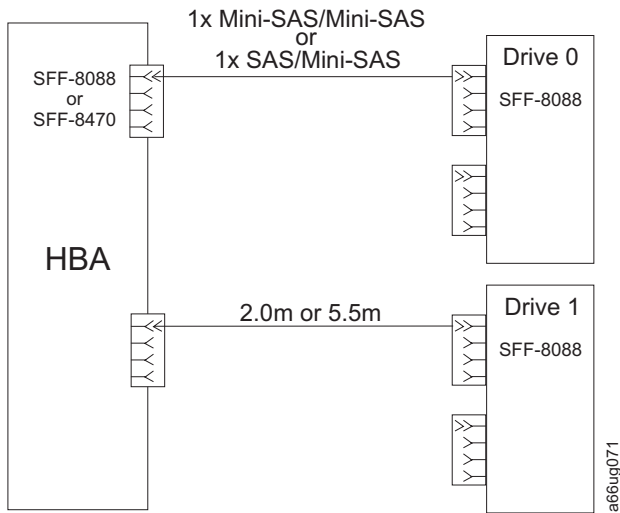 1x Mini-SAS/Mini-SAS
or
1x SAS/Mini-SAS
SFF-8088
or
SFF-8470
Drive 0
SFF-8088
HBA
2.0m or 5.5m
Drive 1
SFF-8088
a66ug071